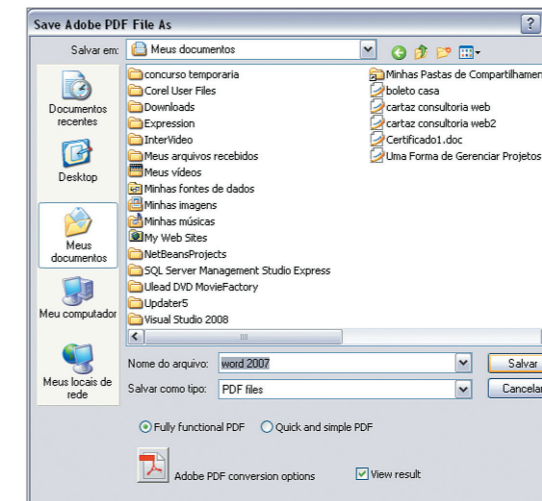 Save Adobe PDF File As
?
Salvar em:
Meus documentos
Documentos
recentes
Desktop
Meus
documentos
Meu computador
Meus locais de
rede
concurso temporaria
Corel User Files
Downloads
Expression
InterVideo
Meus arquivos recebidos
Meus vídeos
Minhas fontes de dados
Minhas imagens
Minhas músicas
My Web Sites
NetBeansProjects
SQL Server Management Studio Express
Ulead DVD MovieFactory
Updater5
Visual Studio 2008
Minhas Pastas de Compartilhamen
boleto casa
cartaz consultoria web
cartaz consultoria web2
Certificado1.doc
Uma Forma de Gerenciar Projetos
Nome do arquivo:
word 2007
Salvar
Salvar como tipo:
PDF files
Cancelar
Fully functional PDF
Quick and simple PDF
Adobe PDF conversion options
View result